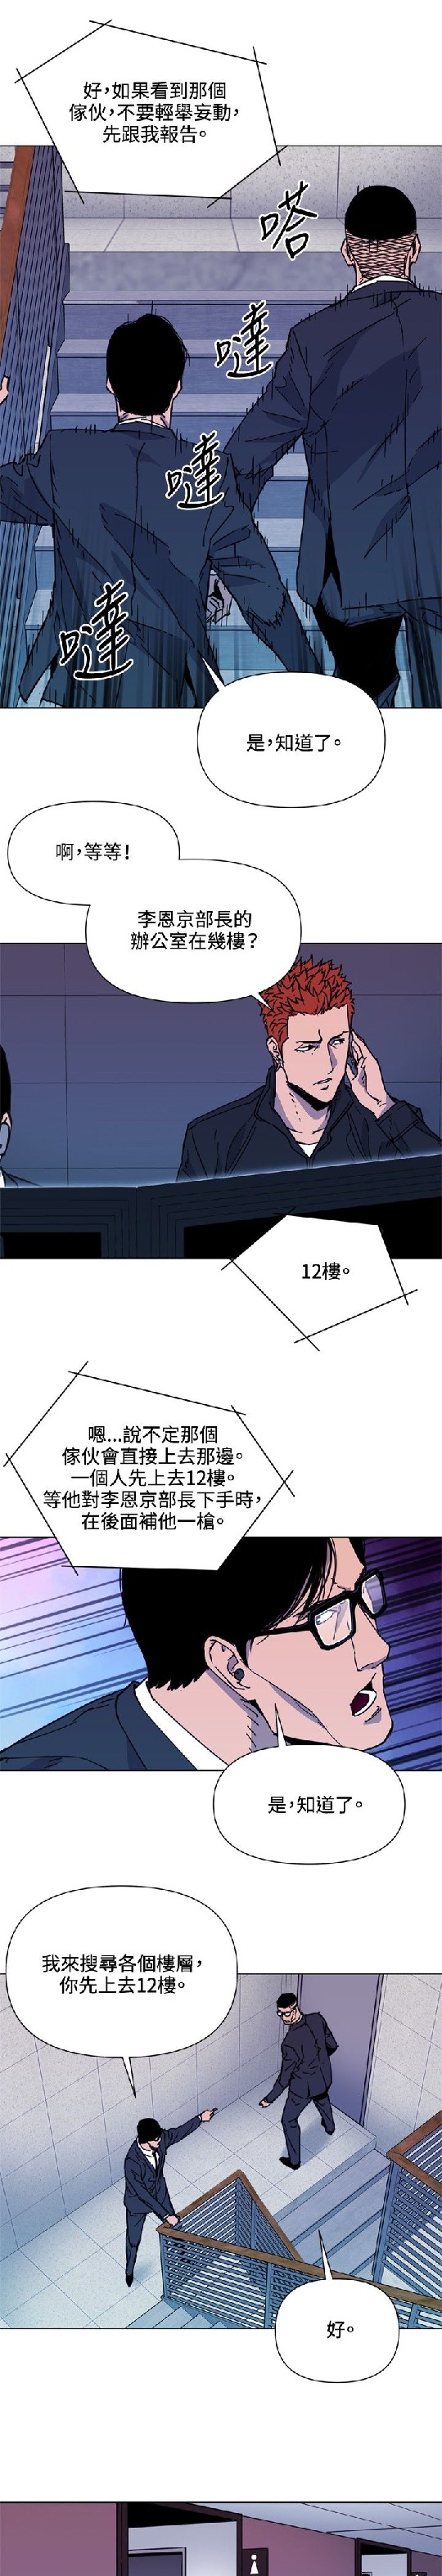 好，如果看到那個
傢伙，不要輕舉妄動，
先跟我報告。
嗒
噠
噠
噠
是，知道了。
啊，等等！
李恩京部長的
辦公室在幾樓？
12樓。
嗯...說不定那個
傢伙會直接上去那邊。
一個人先上去12樓。
等他對李恩京部長下手時，
在後面補他一槍。
是，知道了。
我來搜尋各個樓層，
你先上去12樓。
好。